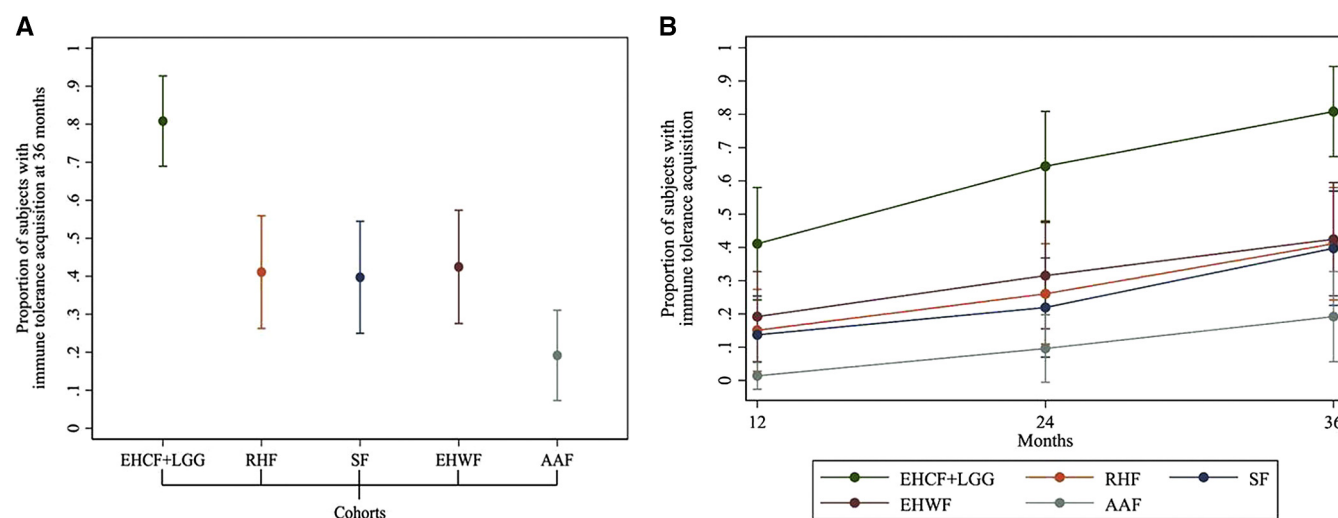 A
Proportion of subjects with
immune tolerance acquisition at 36 months
1
.9
.8
.7
.6
.5
.4
.3
.2
.1
0
EHCF+LGG RHF SF EHWF AAF
Cohorts
B
Proportion of subjects with
immune tolerance acquisition
1
.9
.8
.7
.6
.5
.4
.3
.2
.1
0
12 24 36
Months
EHCF+LGG RHF SF
EHWF AAF